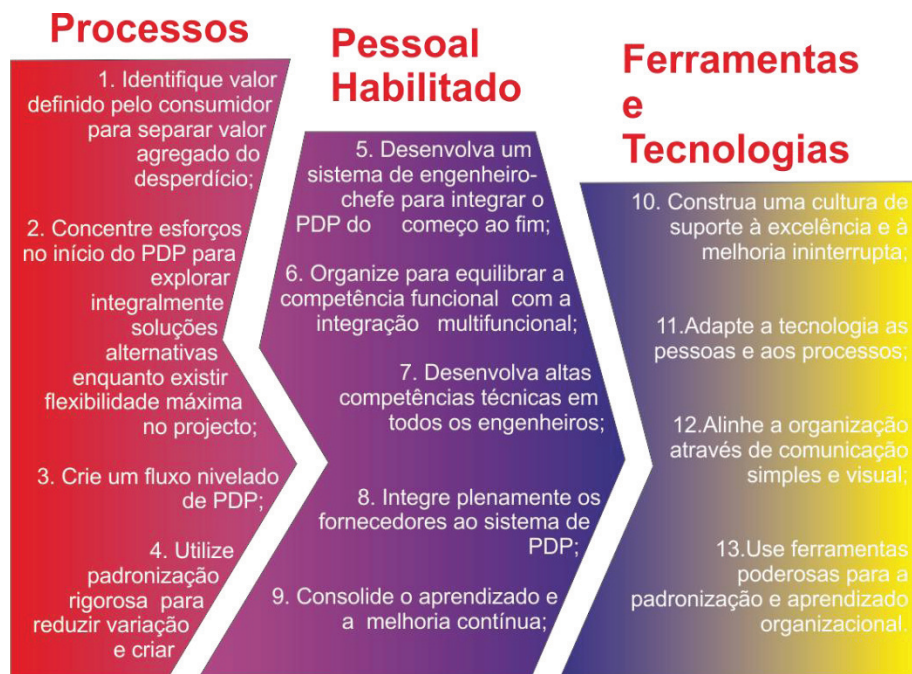 Processos
1. Identifique valor
definido pelo consumidor
para separar valor
agregado do
desperdício;
2. Concentre esforços
no início do PDP para
explorar
integralmente
soluções
alternativas
enquanto existir
flexibilidade máxima
no projecto;
3. Crie um fluxo nivelado
de PDP;
4. Utilize
padronização
rigorosa para
reduzir variação
e criar
Pessoal
Habilitado
5. Desenvolva um
sistema de engenheiro-
chefe para integrar o
PDP do começo ao fim;
6. Organize para equilibrar a
competência funcional com a
integração multifuncional;
7. Desenvolva altas
competências técnicas em
todos os engenheiros;
8. Integre plenamente os
fornecedores ao sistema de
PDP;
9. Consolide o aprendizado e
a melhoria contínua;
Ferramentas
e
Tecnologias
10. Construa uma cultura de
suporte à excelência e à
melhoria ininterrupta;
11.Adapte a tecnologia as
pessoas e aos processos;
12.Alinhe a organização
através de comunicação
simples e visual;
13.Use ferramentas
poderosas para a
padronização e aprendizado
organizacional.